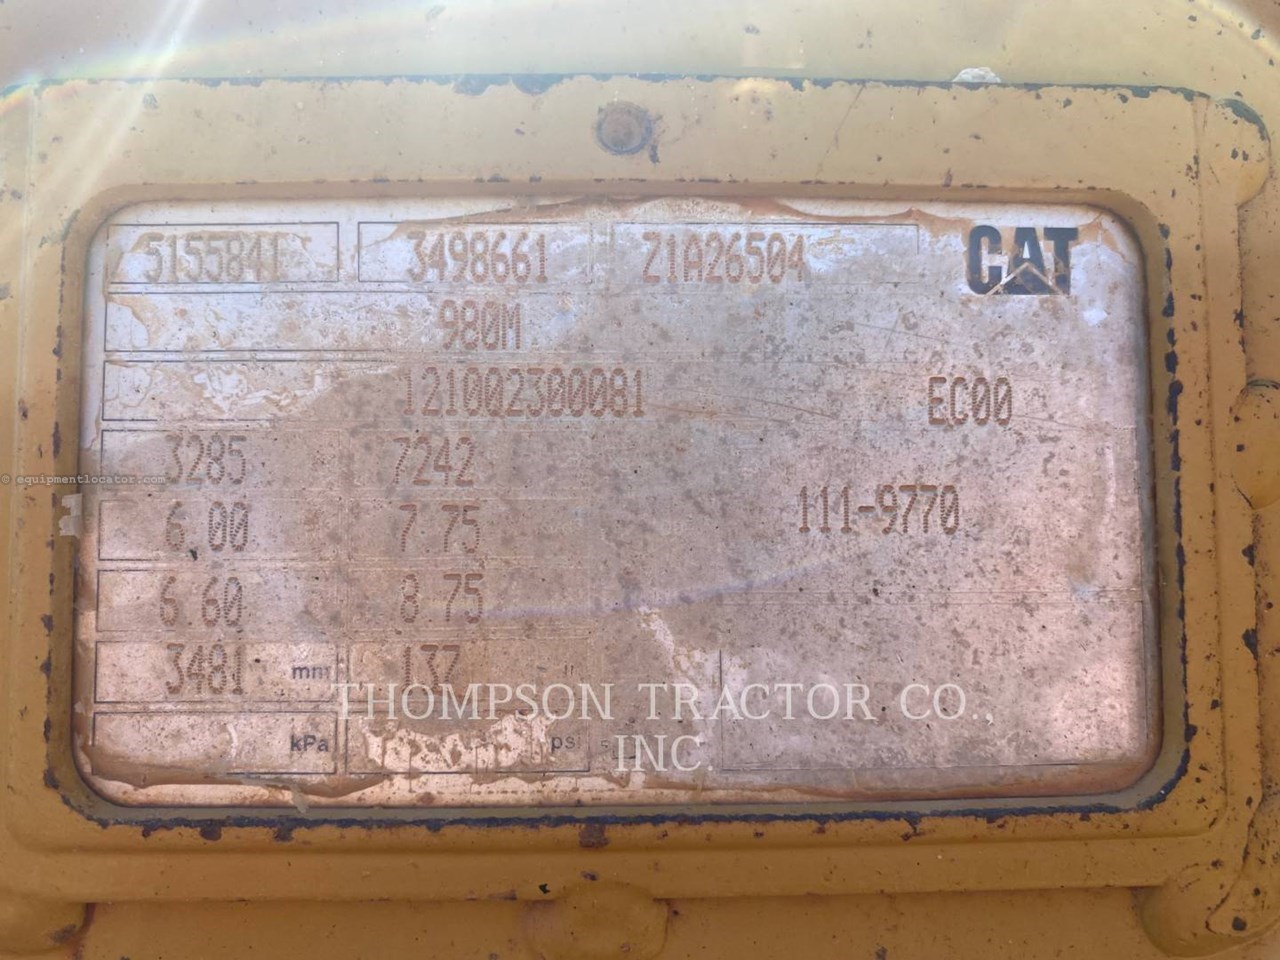 515584 3498661 Z1A26504 CAT
980M
121002300081 EC00
3285 7242
111-9770
6.00 7.75
6.60 8.75
3481 mm 137 "
kPa psi
© equipmentlocator.com
THOMPSON TRACTOR CO.,
INC.